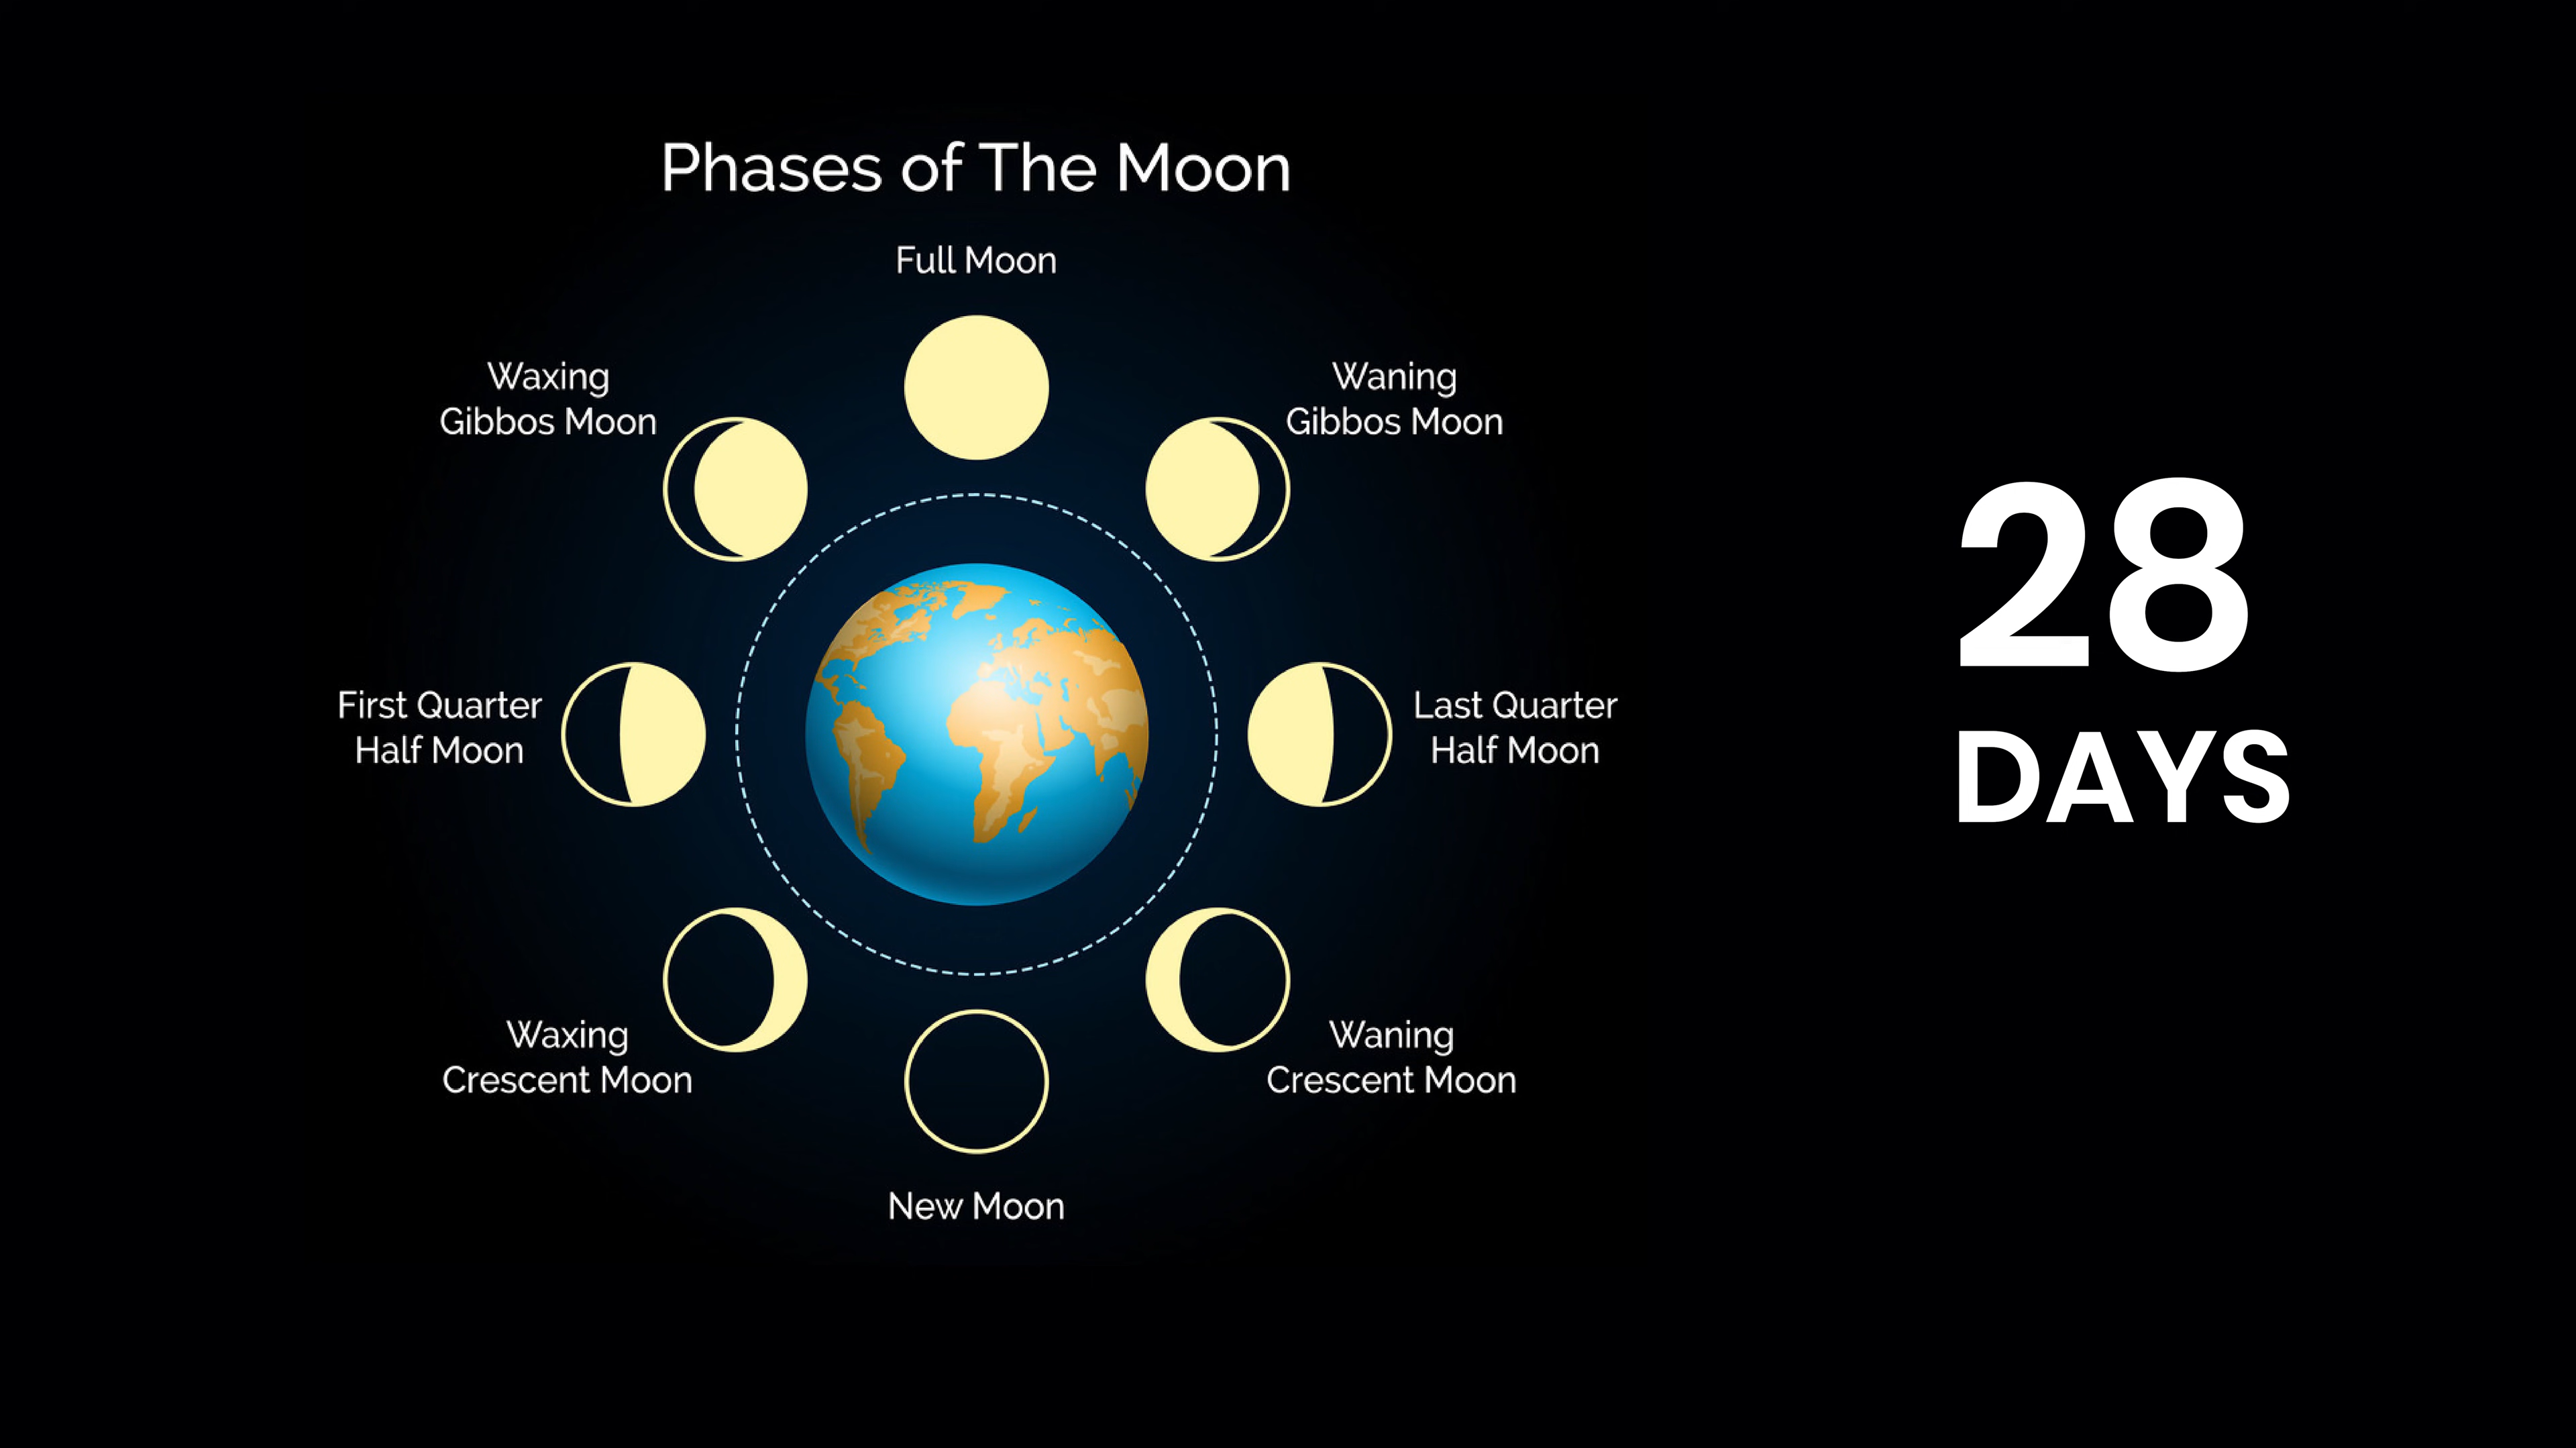 Phases of The Moon
Full Moon
Waxing
Gibbos Moon
Waning
Gibbos Moon
First Quarter
Half Moon
Last Quarter
Half Moon
Waxing
Crescent Moon
Waning
Crescent Moon
New Moon
28
DAYS